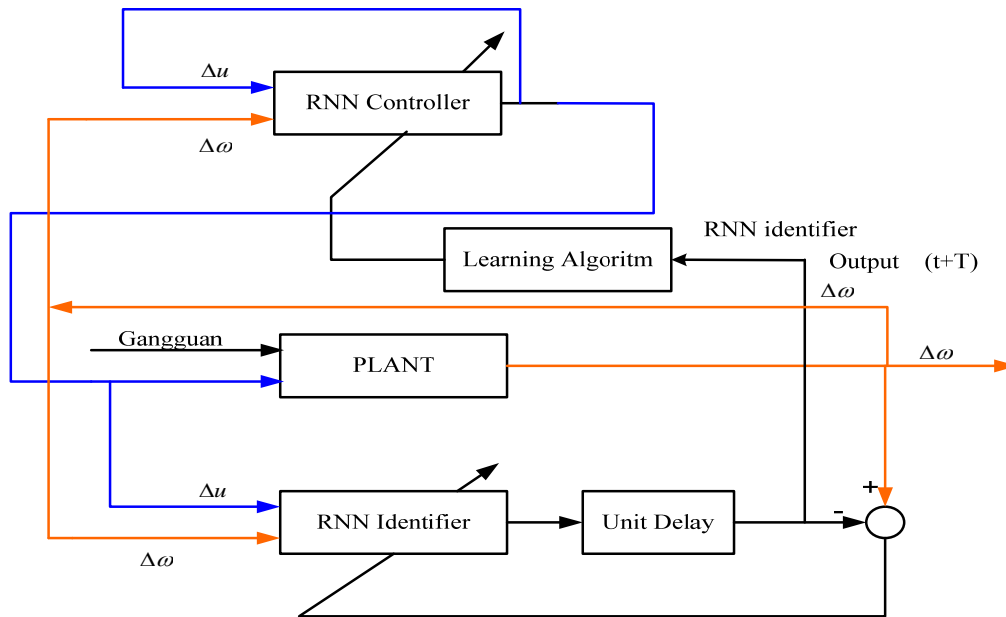 Δu
RNN Controller
Δω
RNN identifier
Learning Algoritm
Output (t+T)
Δω
Gangguan
PLANT
Δω
Δu
+
RNN Identifier
Unit Delay
-
Δω